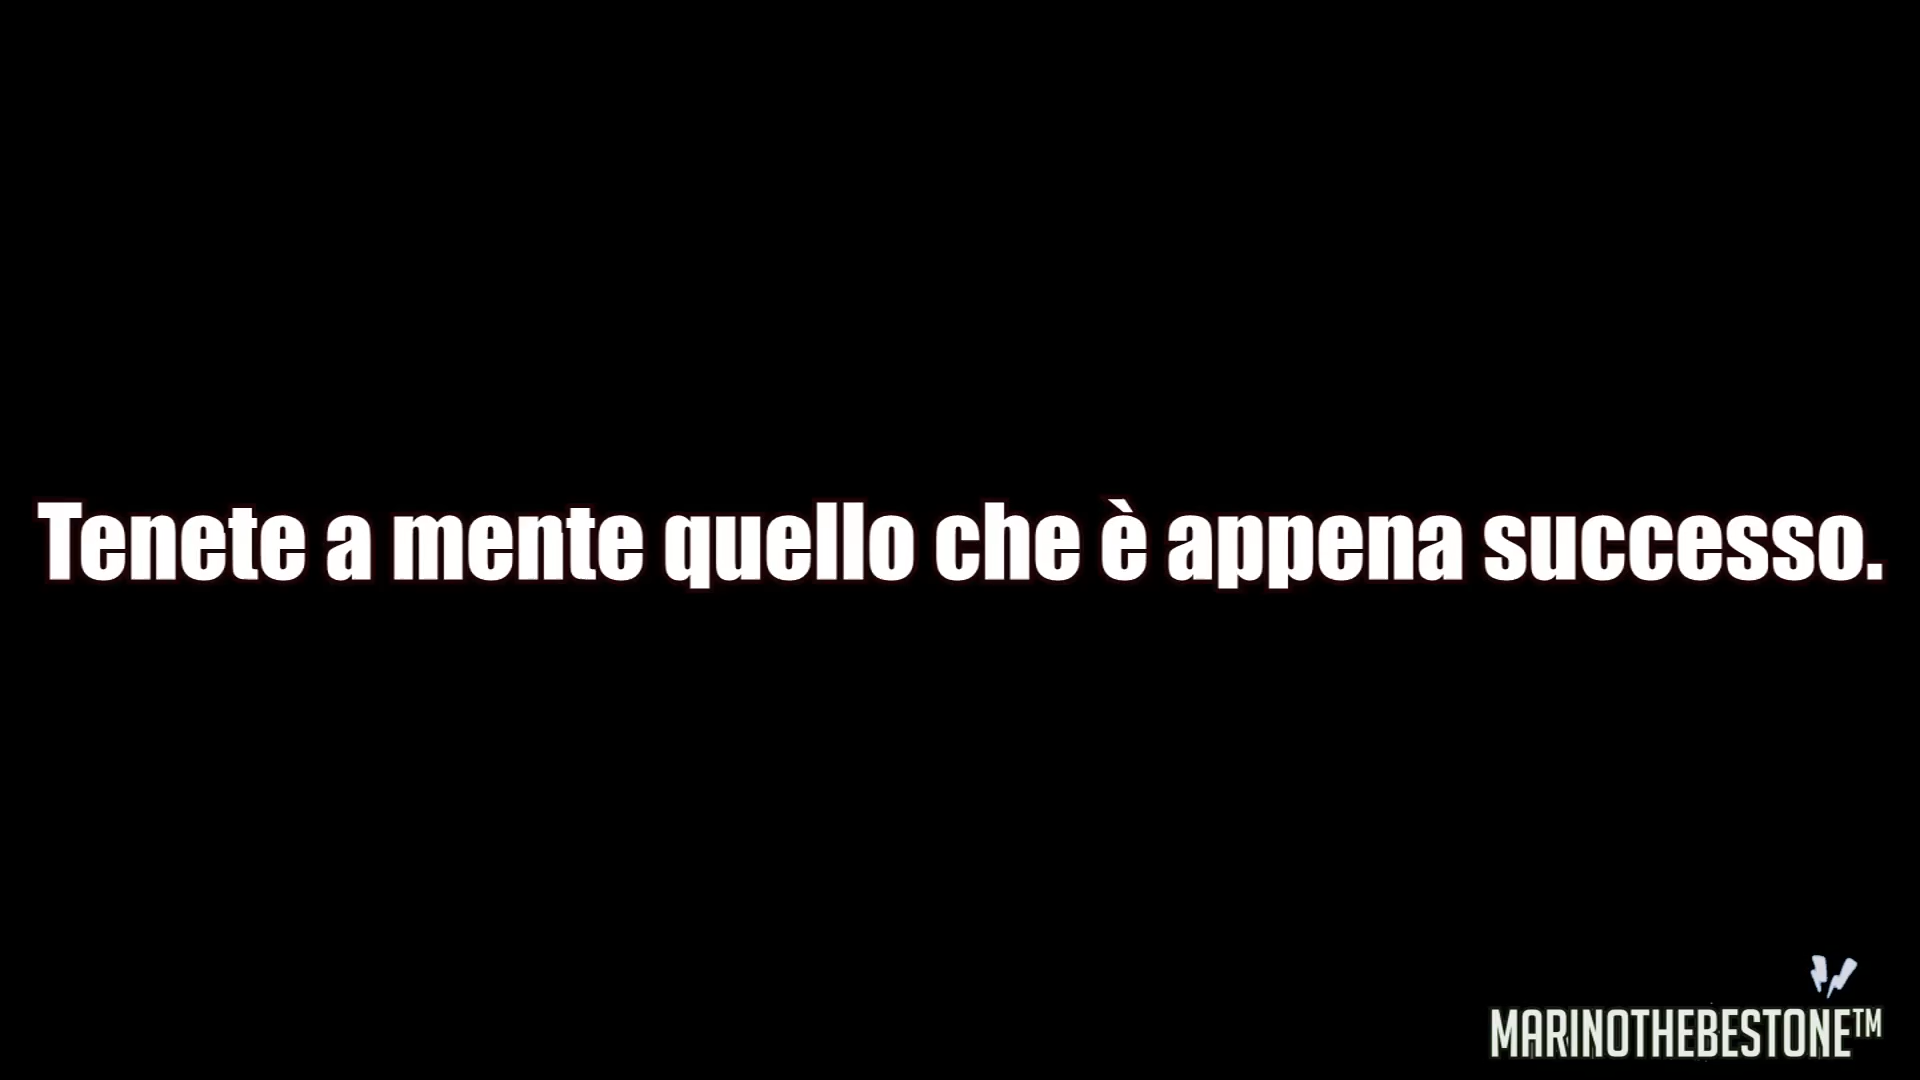 Tenete a mente quello che è appena successo.
MARINOTHEBESTONE™